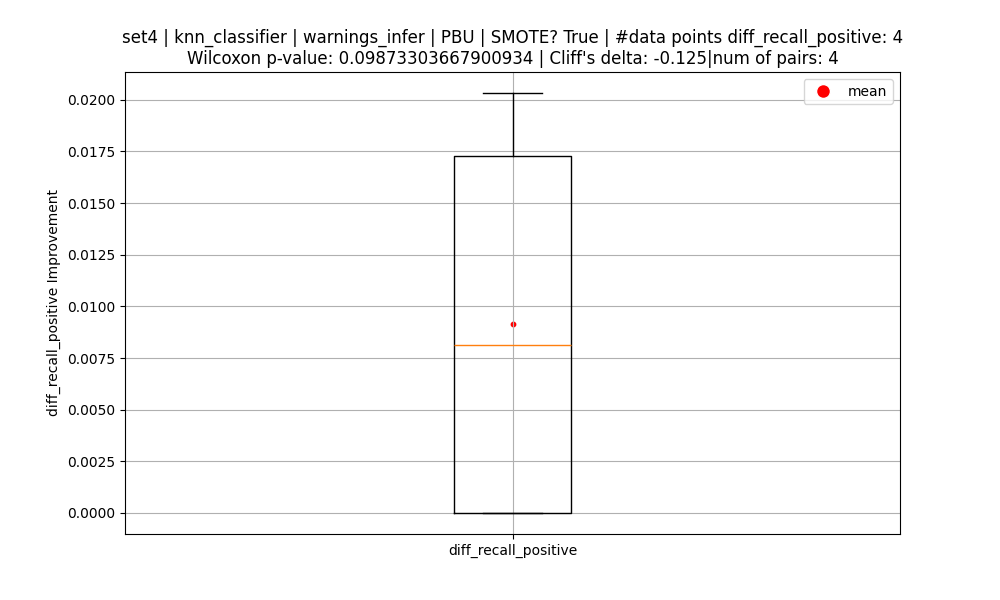 set4 | knn_classifier | warnings_infer | PBU | SMOTE? True | #data points diff_recall_positive: 4
Wilcoxon p-value: 0.09873303667900934 | Cliff's delta: -0.125|num of pairs: 4
mean
0.0200
0.0175
0.0150
0.0125
0.0100
0.0075
0.0050
0.0025
0.0000
diff_recall_positive Improvement
diff_recall_positive